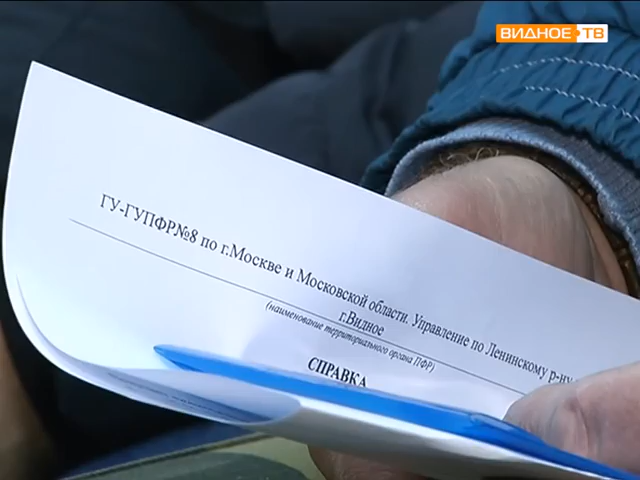 ВИДНОЕ ТВ
ГУ-ГУПФР№8 по г.Москве и Московской области. Управление по Ленинскому р-ну
г.Видное
(наименование территориального органа ПФР)
СПРАВКА